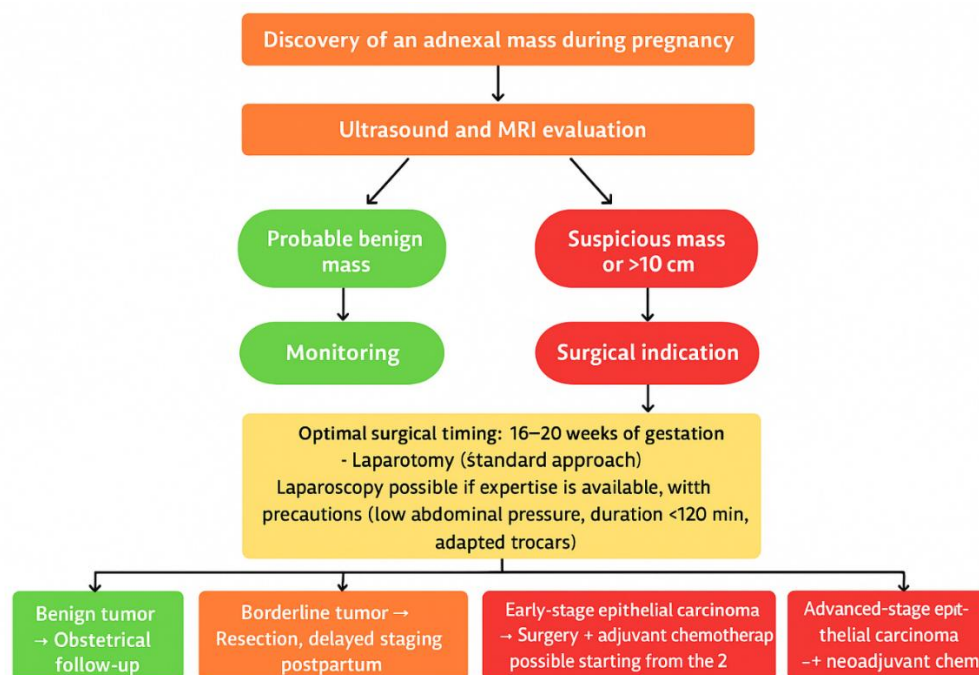 Discovery of an adnexal mass during pregnancy
Ultrasound and MRI evaluation
Probable benign
mass
Suspicious mass
or >10 cm
Monitoring
Surgical indication
Optimal surgical timing: 16–20 weeks of gestation
- Laparotomy (śtandard approach)
Laparoscopy possible if expertise is available, witth
precautions (low abdominal pressure, duration <120 min,
adapted trocars)
Benign tumor
→ Obstetrical
follow-up
Borderline tumor →
Resection, delayed staging
postpartum
Early-stage epithelial carcinoma
→ Surgery + adjuvant chemotherap
possible starting from the 2
Advanced-stage epit-
thelial carcinoma
–+ neoadjuvant chem